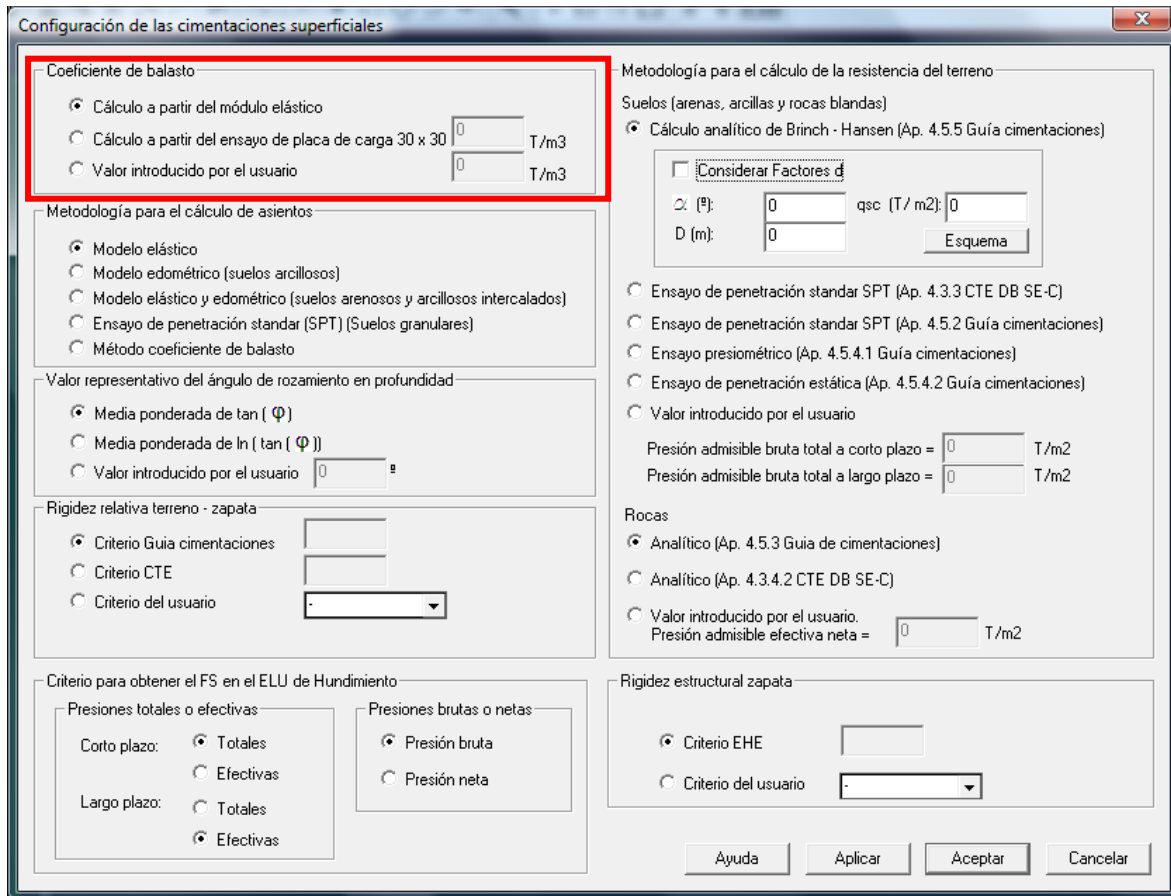 Configuración de las cimentaciones superficiales
Coeficiente de balasto
Cálculo a partir del módulo elástico
Cálculo a partir del ensayo de placa de carga 30 x 30 0 T/m3
Valor introducido por el usuario 0 T/m3
Metodología para el cálculo de asientos
Modelo elástico
Modelo edométrico (suelos arcillosos)
Modelo elástico y edométrico (suelos arenosos y arcillosos intercalados)
Ensayo de penetración standar (SPT) (Suelos granulares)
Método coeficiente de balasto
Valor representativo del ángulo de rozamiento en profundidad
Media ponderada de tan ( φ )
Media ponderada de ln ( tan ( φ ))
Valor introducido por el usuario 0 º
Rigidez relativa terreno - zapata
Criterio Guia cimentaciones
Criterio CTE
Criterio del usuario -
Criterio para obtener el FS en el ELU de Hundimiento
Presiones totales o efectivas
Corto plazo: Totales
Efectivas
Largo plazo: Totales
Efectivas
Presiones brutas o netas
Presión bruta
Presión neta
Metodología para el cálculo de la resistencia del terreno
Suelos (arenas, arcillas y rocas blandas)
Cálculo analítico de Brinch - Hansen (Ap. 4.5.5 Guía cimentaciones)
Considerar Factores d
α (º): 0 qsc (T/ m2): 0
D (m): 0 Esquema
Ensayo de penetración standar SPT (Ap. 4.3.3 CTE DB SE-C)
Ensayo de penetración standar SPT (Ap. 4.5.2 Guía cimentaciones)
Ensayo presiométrico (Ap. 4.5.4.1 Guía cimentaciones)
Ensayo de penetración estática (Ap. 4.5.4.2 Guía cimentaciones)
Valor introducido por el usuario
Presión admisible bruta total a corto plazo = 0 T/m2
Presión admisible bruta total a largo plazo = 0 T/m2
Rocas
Analítico (Ap. 4.5.3 Guia de cimentaciones)
Analítico (Ap. 4.3.4.2 CTE DB SE-C)
Valor introducido por el usuario.
Presión admisible efectiva neta = 0 T/m2
Rigidez estructural zapata
Criterio EHE
Criterio del usuario -
Ayuda Aplicar Aceptar Cancelar